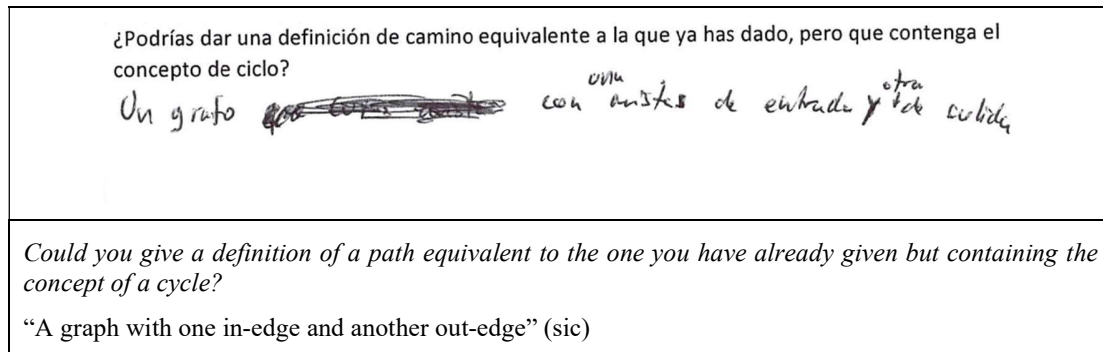 ¿Podrías dar una definición de camino equivalente a la que ya has dado, pero que contenga el
concepto de ciclo?
Un grafo con una aristas de entrada y otra de salida
Could you give a definition of a path equivalent to the one you have already given but containing the
concept of a cycle?
“A graph with one in-edge and another out-edge” (sic)